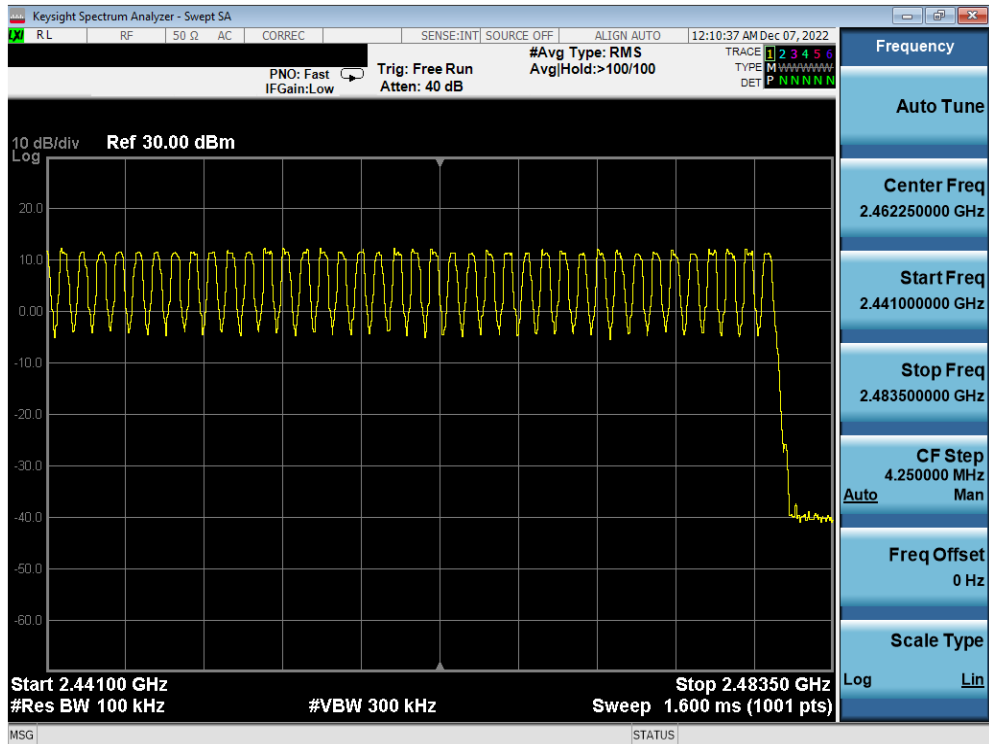 Keysight Spectrum Analyzer - Swept SA
LXI RL RF 50 Ω AC CORREC SENSE:INT SOURCE OFF ALIGN AUTO 12:10:37 AM Dec 07, 2022
#Avg Type: RMS TRACE 1 2 3 4 5 6
PNO: Fast Trig: Free Run Avg|Hold:>100/100 TYPE M W W W W W
IFGain:Low Atten: 40 dB DET P N N N N N
10 dB/div Ref 30.00 dBm
Log
20.0
10.0
0.00
-10.0
-20.0
-30.0
-40.0
-50.0
-60.0
Start 2.44100 GHz Stop 2.48350 GHz
#Res BW 100 kHz #VBW 300 kHz Sweep 1.600 ms (1001 pts)
MSG STATUS
Frequency
Auto Tune
Center Freq
2.462250000 GHz
Start Freq
2.441000000 GHz
Stop Freq
2.483500000 GHz
CF Step
4.250000 MHz
Auto Man
Freq Offset
0 Hz
Scale Type
Log Lin